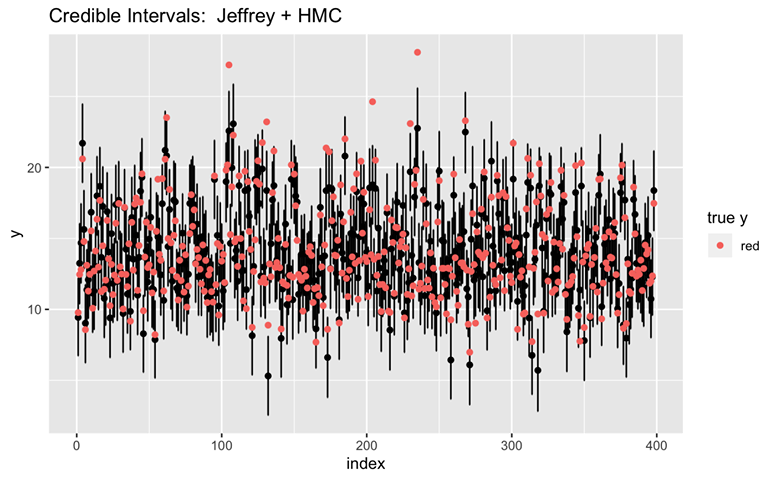 Credible Intervals:  Jeffrey + HMC
y
20
10
0 100 200 300 400
index
true y
red